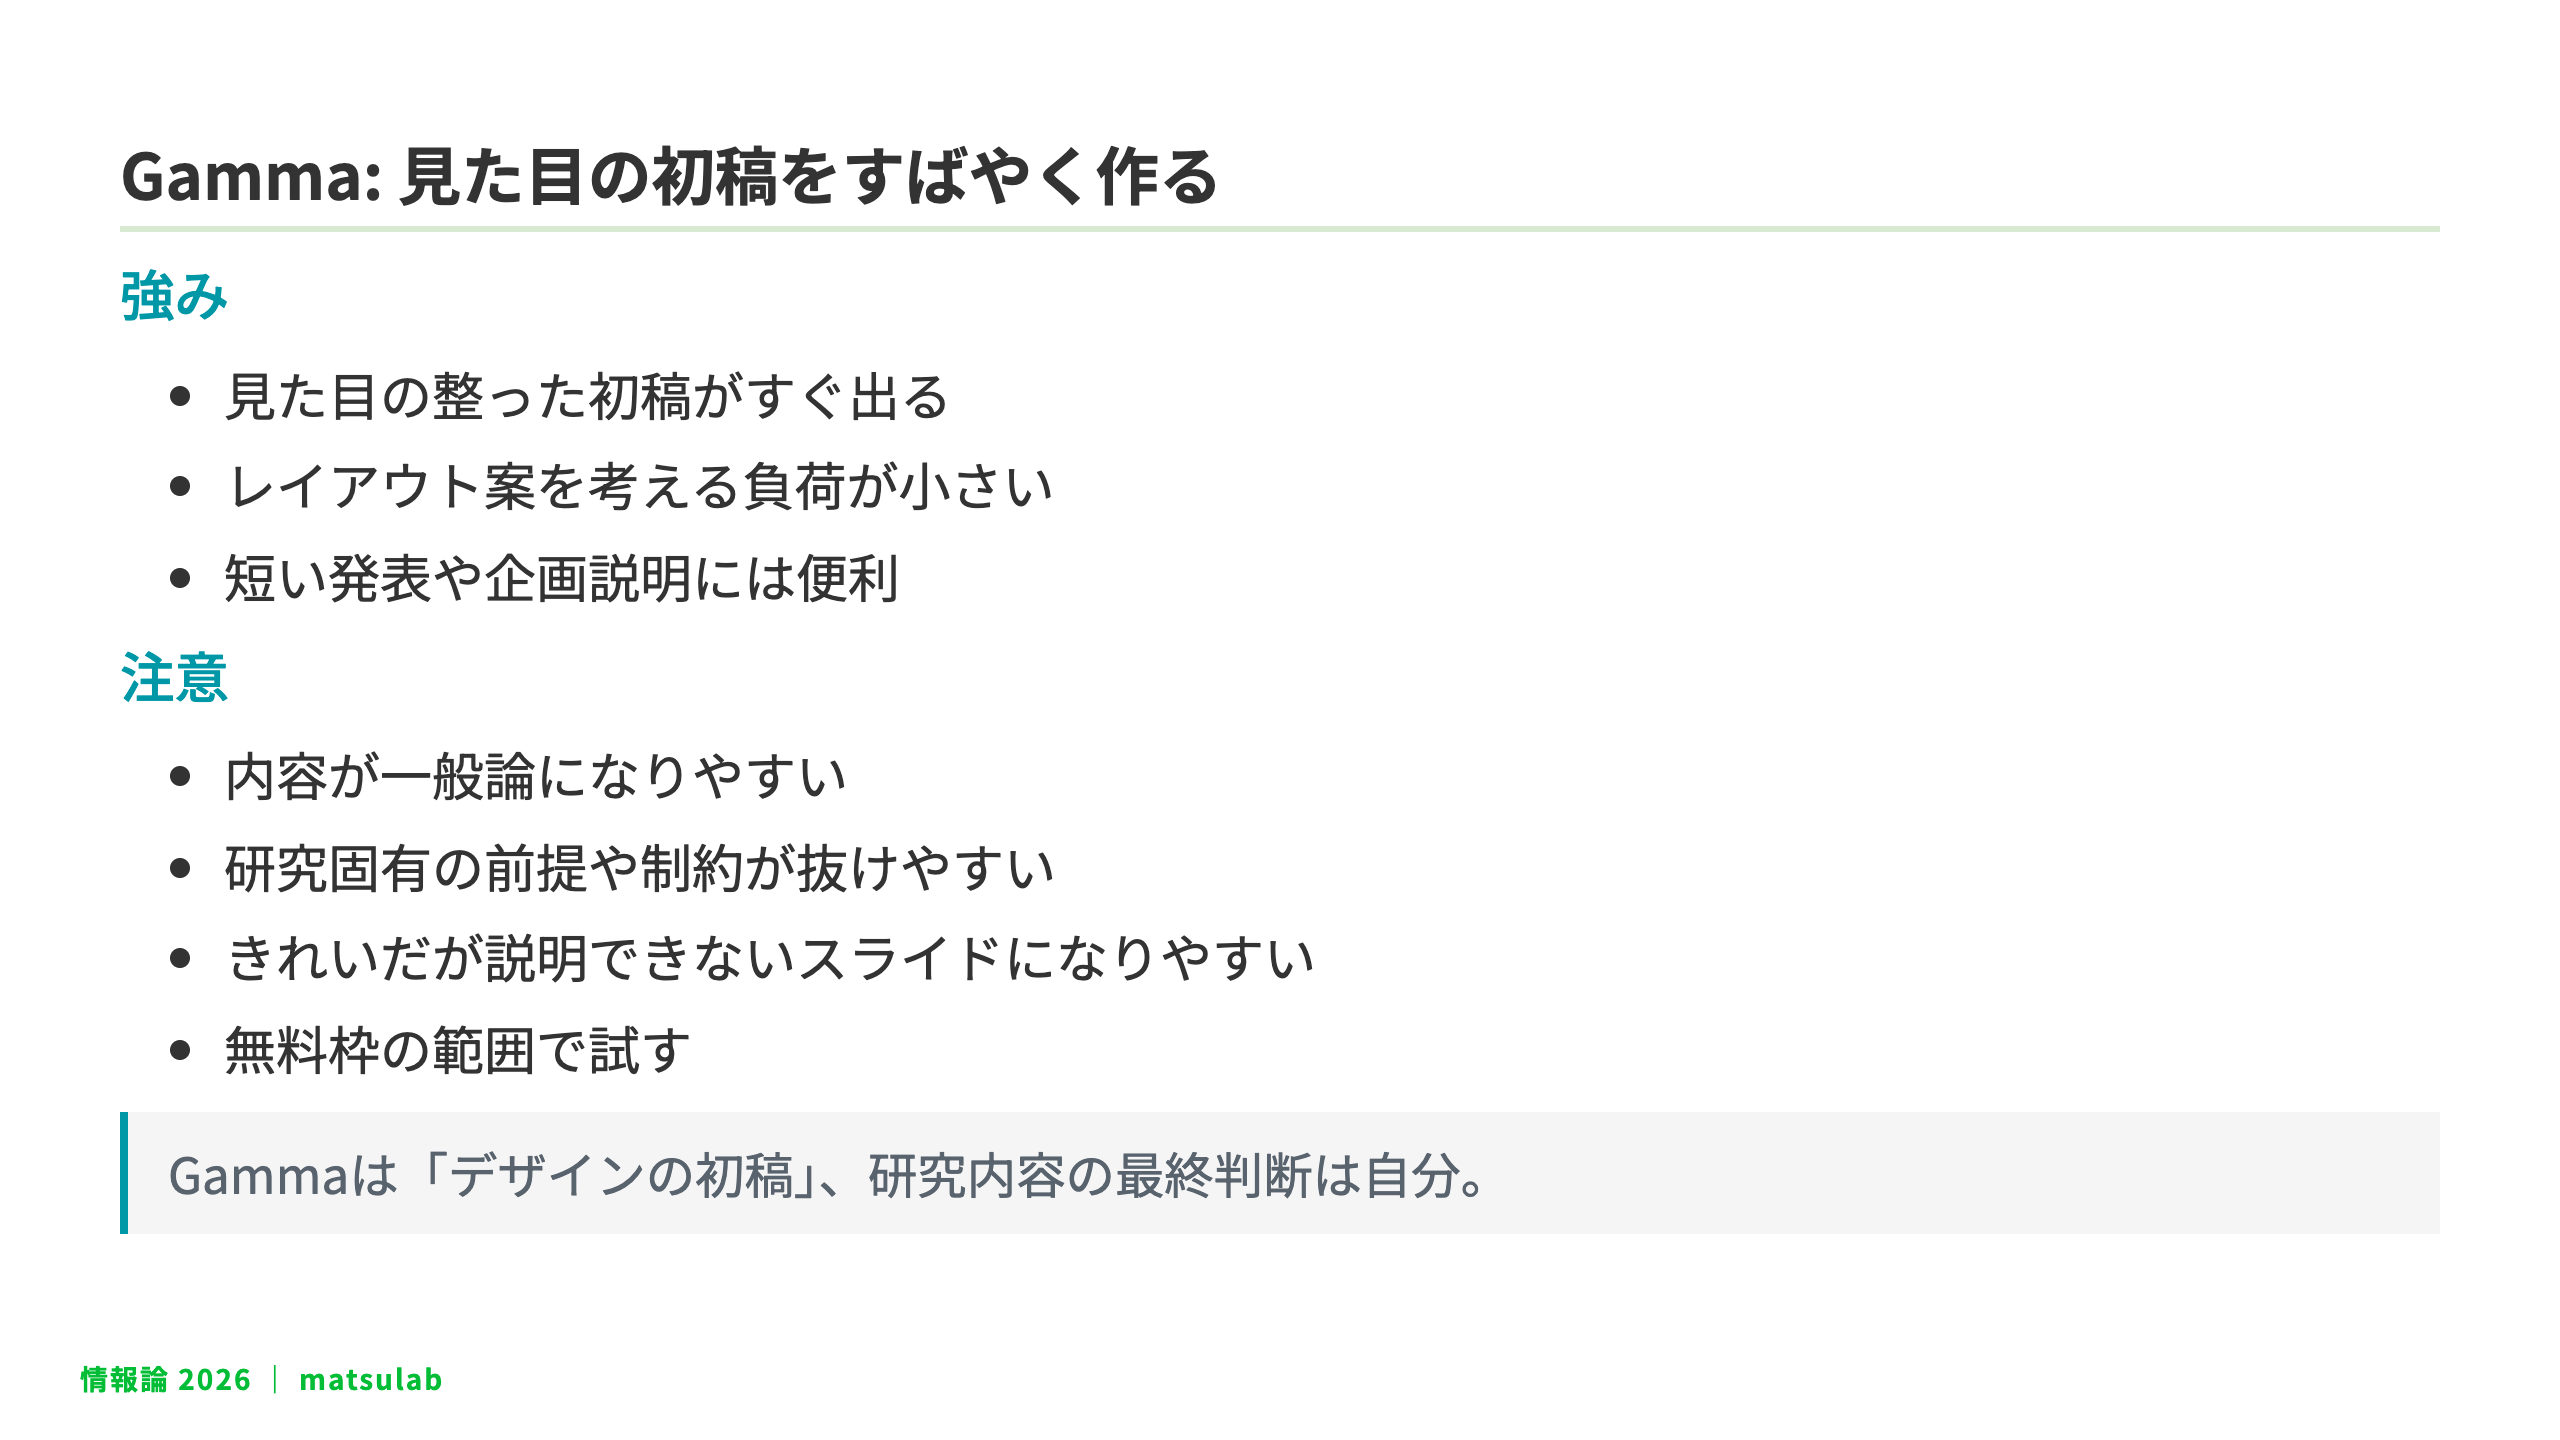 Gamma: 見た目の初稿をすばやく作る
強み
• 見た目の整った初稿がすぐ出る
• レイアウト案を考える負荷が小さい
• 短い発表や企画説明には便利
注意
• 内容が一般論になりやすい
• 研究固有の前提や制約が抜けやすい
• きれいだが説明できないスライドになりやすい
• 無料枠の範囲で試す
Gammaは「デザインの初稿」、研究内容の最終判断は自分。
情報論 2026 | matsulab